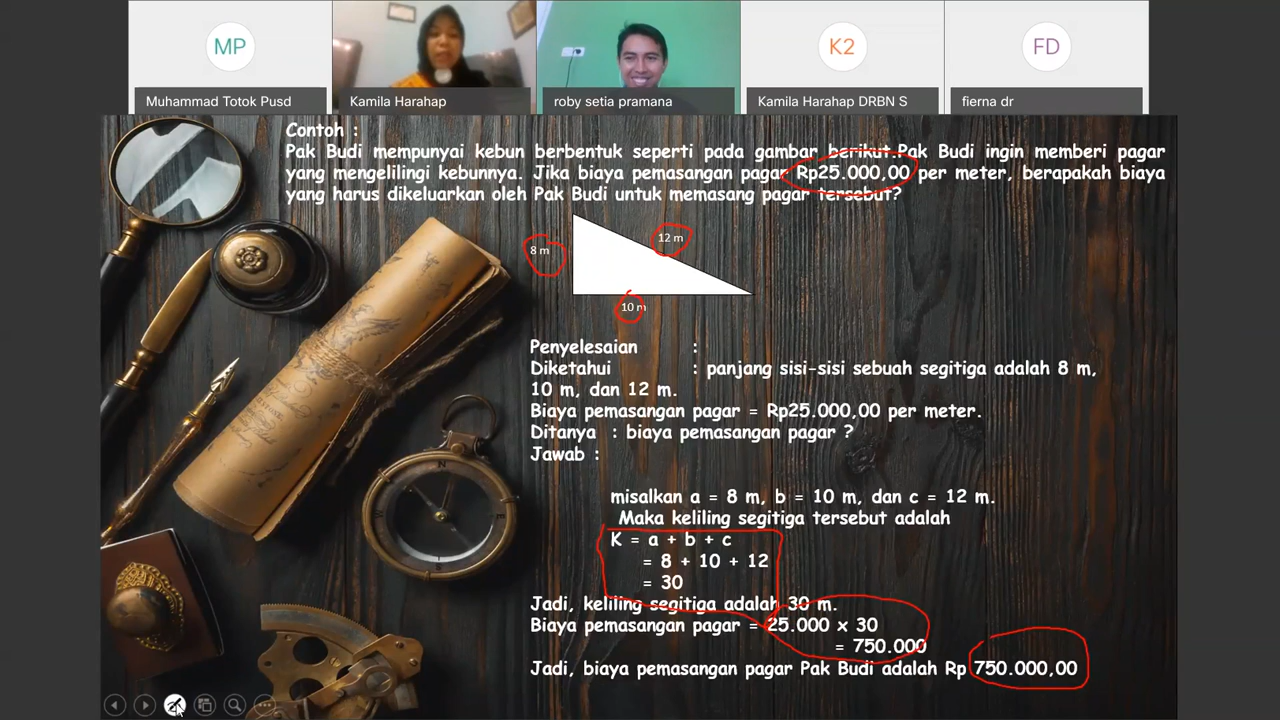 MP
K2
FD
Muhammad Totok Pusd
Kamila Harahap
roby setia pramana
Kamila Harahap DRBN S
fierna dr
Contoh :
Pak Budi mempunyai kebun berbentuk seperti pada gambar berikut.Pak Budi ingin memberi pagar
yang mengelilingi kebunnya. Jika biaya pemasangan pagar Rp25.000,00 per meter, berapakah biaya
yang harus dikeluarkan oleh Pak Budi untuk memasang pagar tersebut?
8 m
12 m
10 m
Penyelesaian :
Diketahui : panjang sisi-sisi sebuah segitiga adalah 8 m,
10 m, dan 12 m.
Biaya pemasangan pagar = Rp25.000,00 per meter.
Ditanya : biaya pemasangan pagar ?
Jawab :
misalkan a = 8 m, b = 10 m, dan c = 12 m.
Maka keliling segitiga tersebut adalah
K = a + b + c
= 8 + 10 + 12
= 30
Jadi, keliling segitiga adalah 30 m.
Biaya pemasangan pagar = 25.000 x 30
= 750.000
Jadi, biaya pemasangan pagar Pak Budi adalah Rp 750.000,00